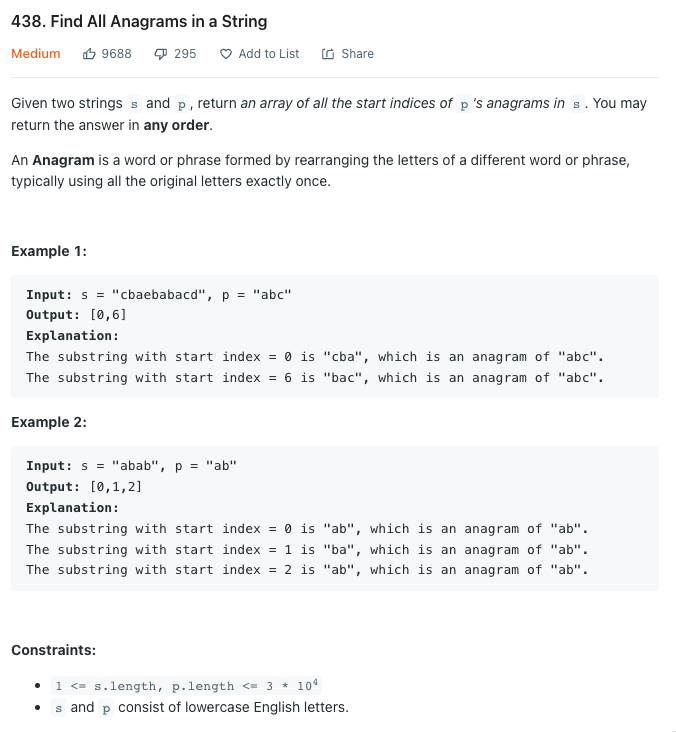 438. Find All Anagrams in a String
Medium 9688 295 Add to List Share
Given two strings s and p, return an array of all the start indices of p's anagrams in s. You may
return the answer in any order.
An Anagram is a word or phrase formed by rearranging the letters of a different word or phrase,
typically using all the original letters exactly once.
Example 1:
Input: s = "cbaebabacd", p = "abc"
Output: [0,6]
Explanation:
The substring with start index = 0 is "cba", which is an anagram of "abc".
The substring with start index = 6 is "bac", which is an anagram of "abc".
Example 2:
Input: s = "abab", p = "ab"
Output: [0,1,2]
Explanation:
The substring with start index = 0 is "ab", which is an anagram of "ab".
The substring with start index = 1 is "ba", which is an anagram of "ab".
The substring with start index = 2 is "ab", which is an anagram of "ab".
Constraints:
• 1 <= s.length, p.length <= 3 * 10⁴
• s and p consist of lowercase English letters.